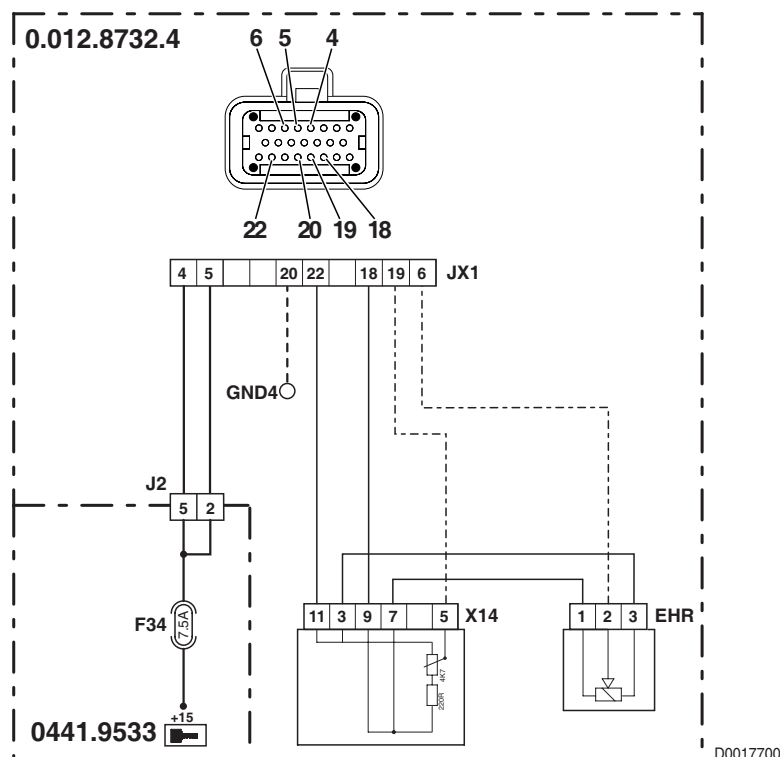 0.012.8732.4
6 5 4
22 20 19 18
4 5 20 22 18 19 6 JX1
GND4
J2
5 2
F34
7.5A
11 3 9 7 5 X14
1 2 3 EHR
4K7
220R
+15
0441.9533
D0017700